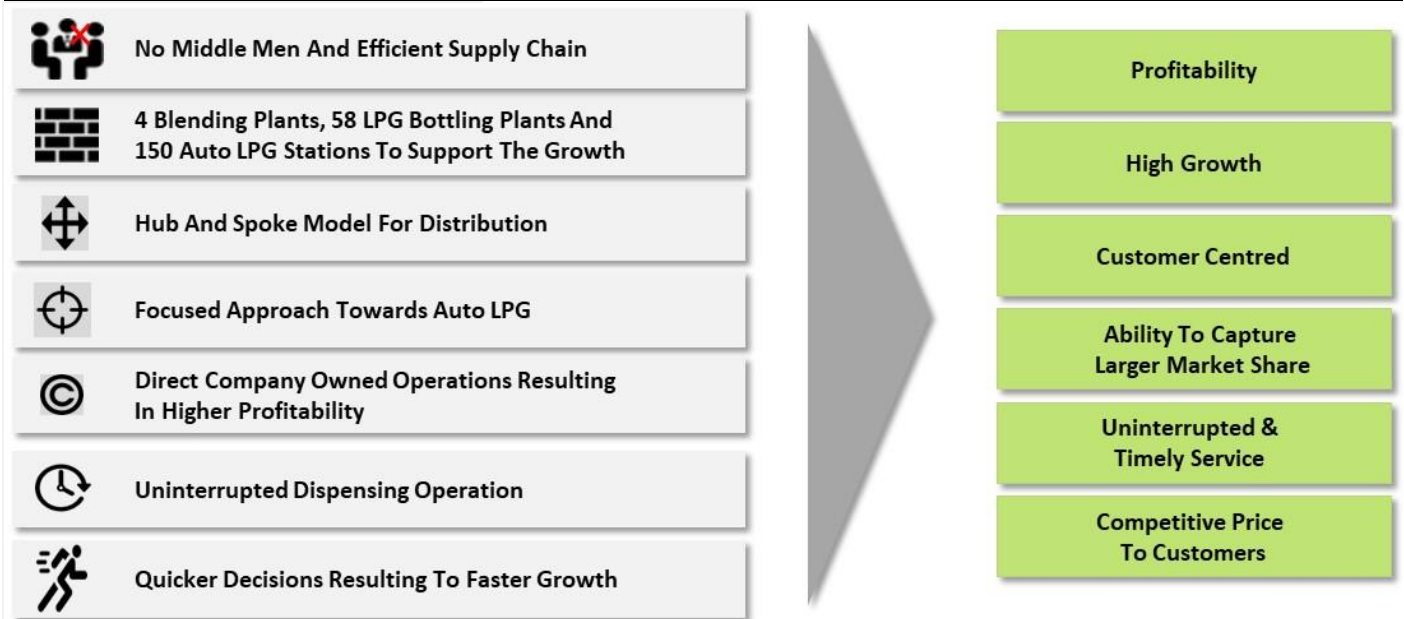 No Middle Men And Efficient Supply Chain
4 Blending Plants, 58 LPG Bottling Plants And
150 Auto LPG Stations To Support The Growth
Hub And Spoke Model For Distribution
Focused Approach Towards Auto LPG
©
Direct Company Owned Operations Resulting
In Higher Profitability
Uninterrupted Dispensing Operation
Quicker Decisions Resulting To Faster Growth
Profitability
High Growth
Customer Centred
Ability To Capture
Larger Market Share
Uninterrupted &
Timely Service
Competitive Price
To Customers